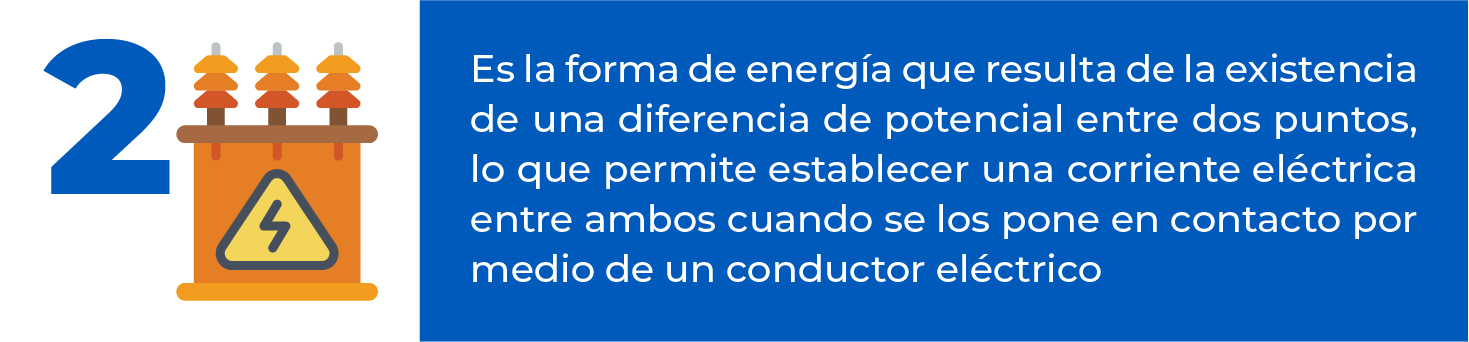 2
Es la forma de energía que resulta de la existencia
de una diferencia de potencial entre dos puntos,
lo que permite establecer una corriente eléctrica
entre ambos cuando se los pone en contacto por
medio de un conductor eléctrico